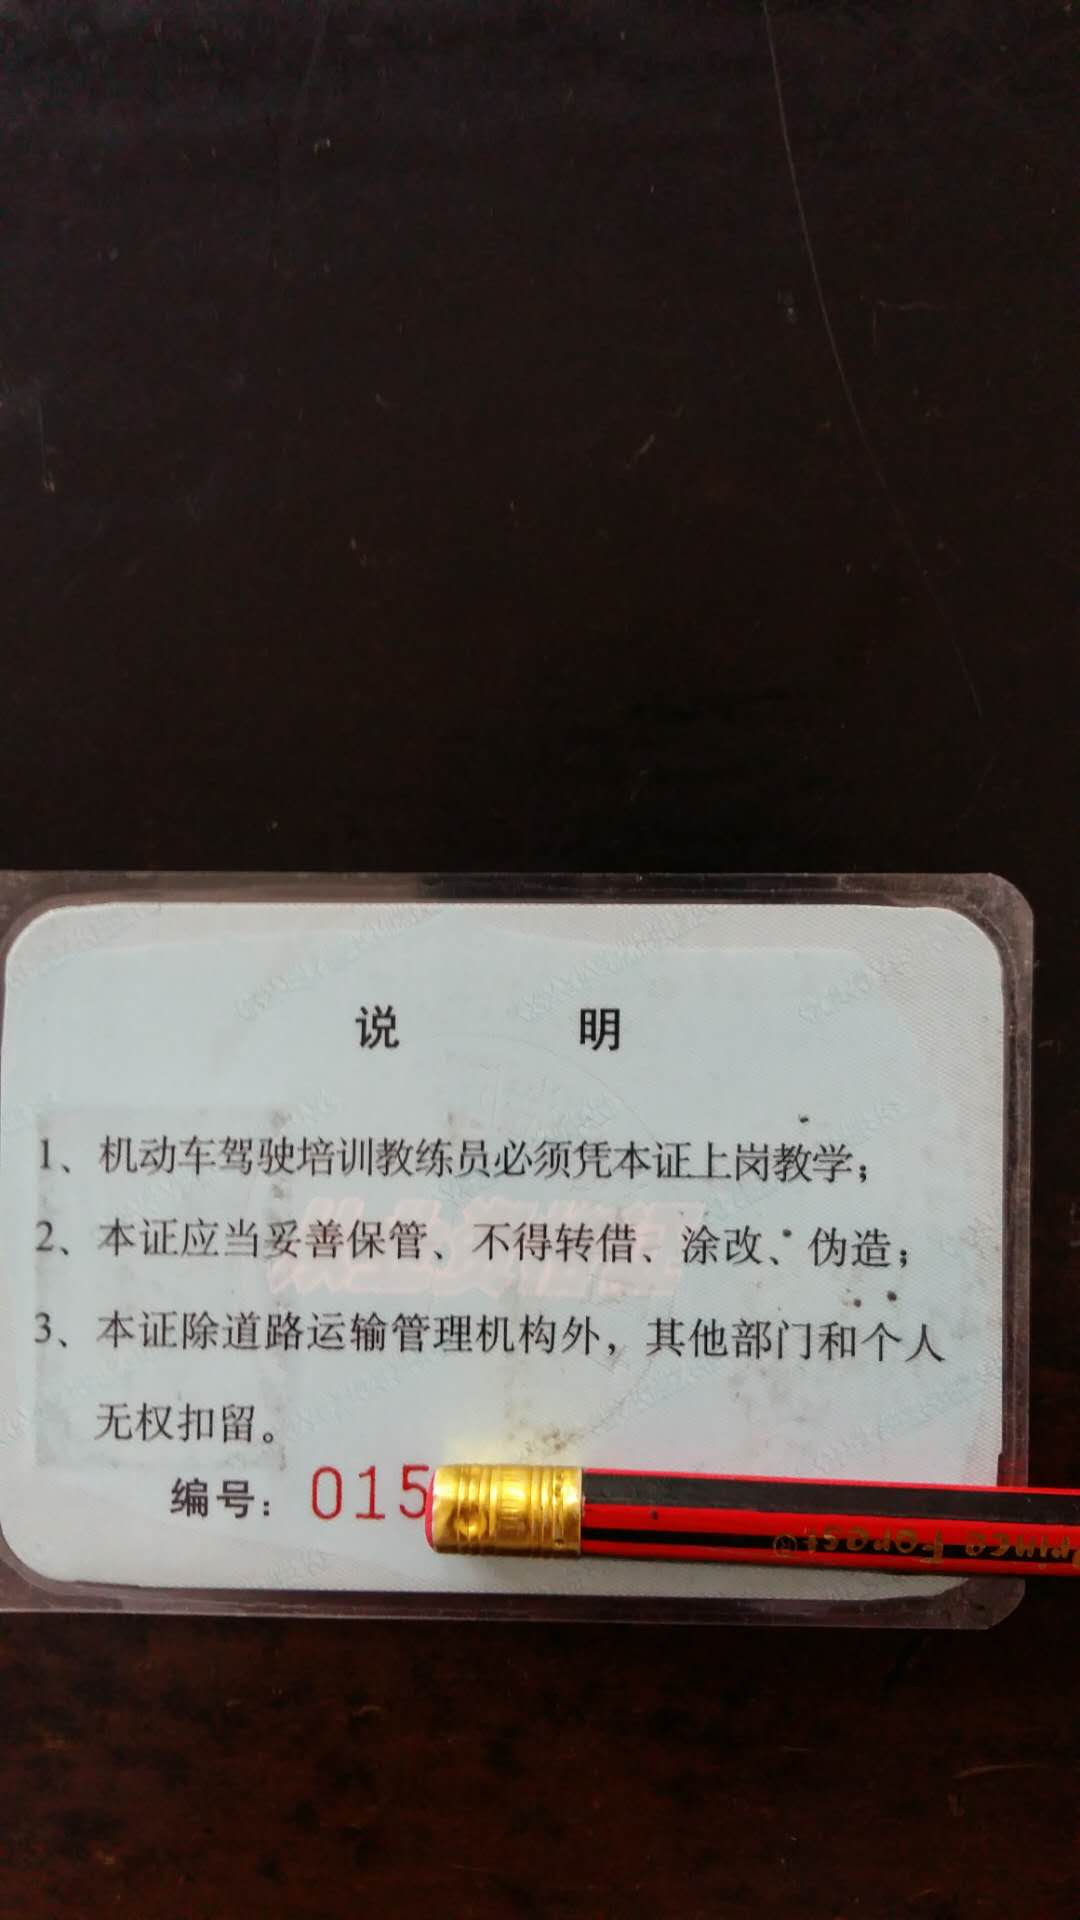 说 明
1、机动车驾驶培训教练员必须凭本证上岗教学；
2、本证应当妥善保管、不得转借、涂改、伪造；
3、本证除道路运输管理机构外，其他部门和个人
无权扣留。
编号：015
Prince Forest®